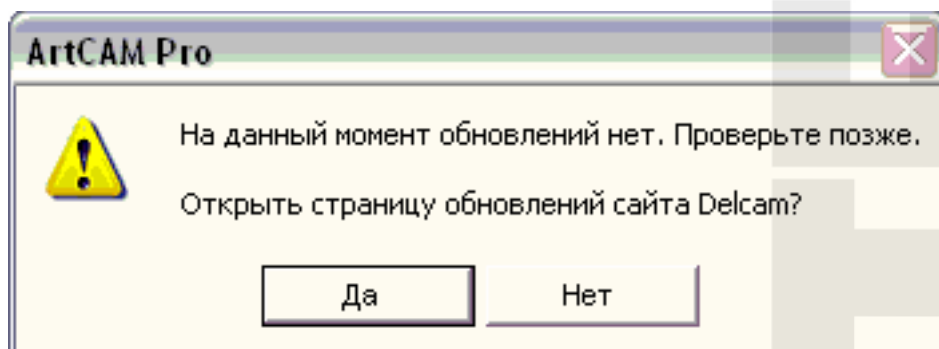 ArtCAM Pro
На данный момент обновлений нет. Проверьте позже.
Открыть страницу обновлений сайта Delcam?
Да
Нет